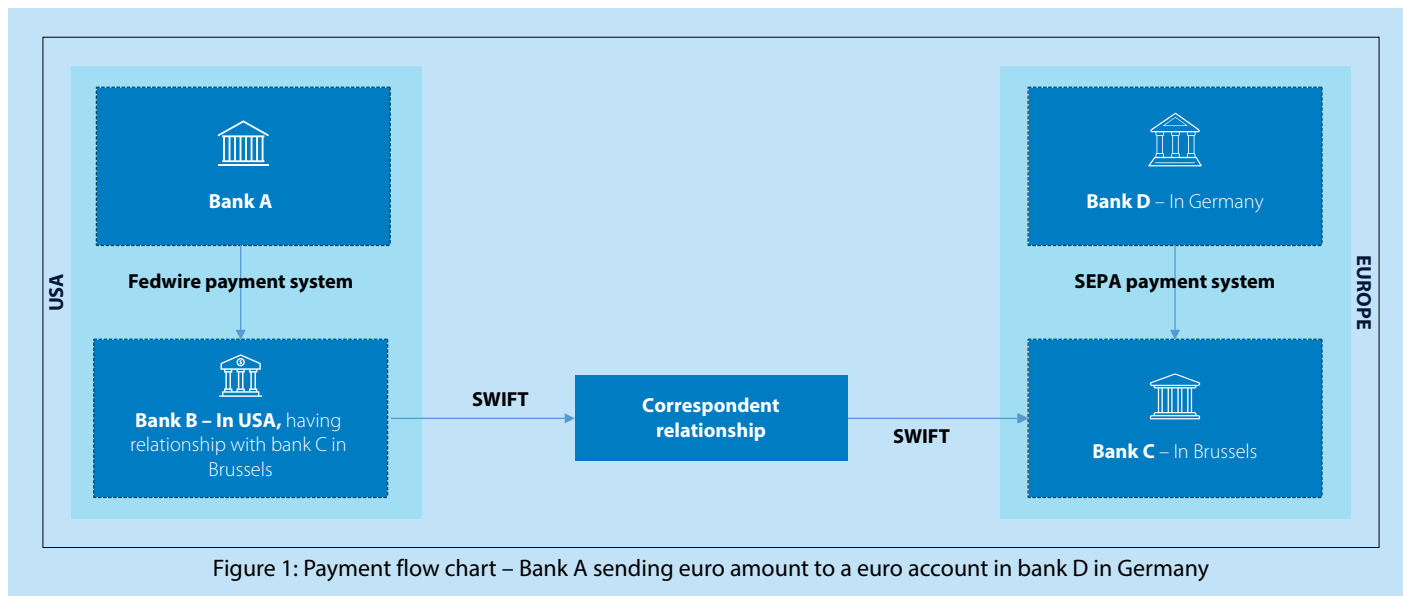 USA
Bank A
Fedwire payment system
Bank B – In USA, having
relationship with bank C in
Brussels
SWIFT
Correspondent
relationship
SWIFT
Bank D – In Germany
SEPA payment system
Bank C – In Brussels
EUROPE
Figure 1: Payment flow chart – Bank A sending euro amount to a euro account in bank D in Germany